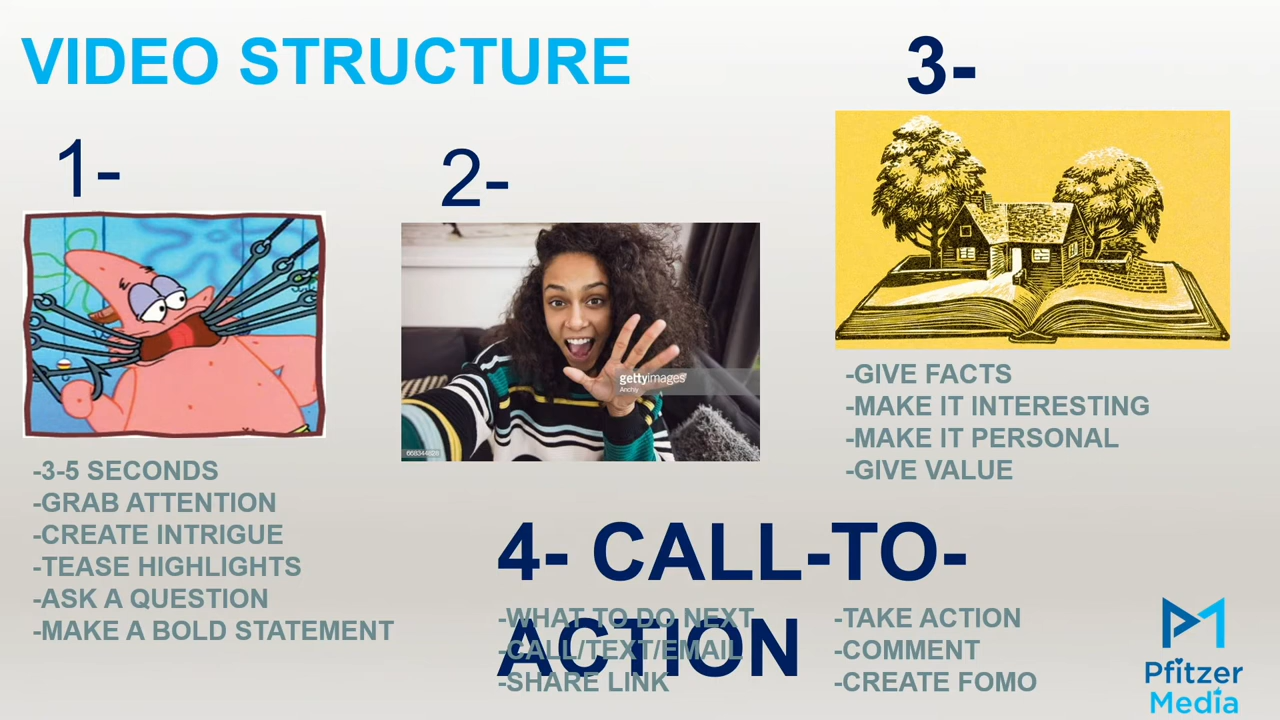 VIDEO STRUCTURE
1-
-3-5 SECONDS
-GRAB ATTENTION
-CREATE INTRIGUE
-TEASE HIGHLIGHTS
-ASK A QUESTION
-MAKE A BOLD STATEMENT
2-
gettyimages
Anchiy
668344628
3-
-GIVE FACTS
-MAKE IT INTERESTING
-MAKE IT PERSONAL
-GIVE VALUE
4- CALL-TO-
ACTION
-WHAT TO DO NEXT
-CALL/TEXT/EMAIL
-SHARE LINK
-TAKE ACTION
-COMMENT
-CREATE FOMO
Pfitzer
Media